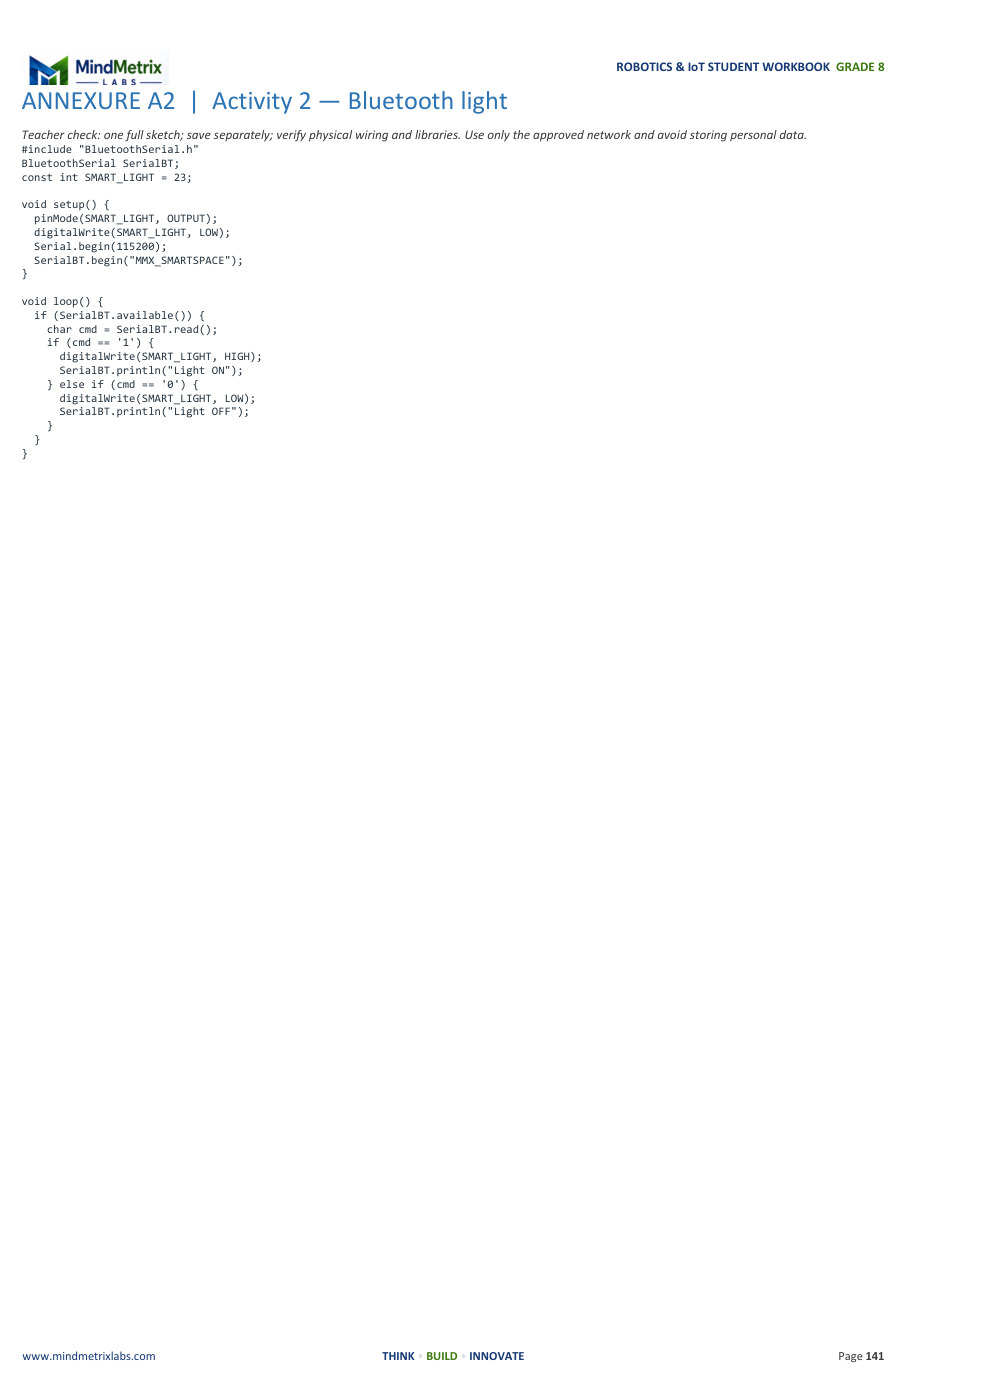 MindMetrix
LABS
ROBOTICS & IoT STUDENT WORKBOOK GRADE 8
ANNEXURE A2 | Activity 2 — Bluetooth light
Teacher check: one full sketch; save separately; verify physical wiring and libraries. Use only the approved network and avoid storing personal data.
#include "BluetoothSerial.h"
BluetoothSerial SerialBT;
const int SMART_LIGHT = 23;

void setup() {
  pinMode(SMART_LIGHT, OUTPUT);
  digitalWrite(SMART_LIGHT, LOW);
  Serial.begin(115200);
  SerialBT.begin("MMX_SMARTSPACE");
}

void loop() {
  if (SerialBT.available()) {
    char cmd = SerialBT.read();
    if (cmd == '1') {
      digitalWrite(SMART_LIGHT, HIGH);
      SerialBT.println("Light ON");
    } else if (cmd == '0') {
      digitalWrite(SMART_LIGHT, LOW);
      SerialBT.println("Light OFF");
    }
  }
}
www.mindmetrixlabs.com
THINK • BUILD • INNOVATE
Page 141